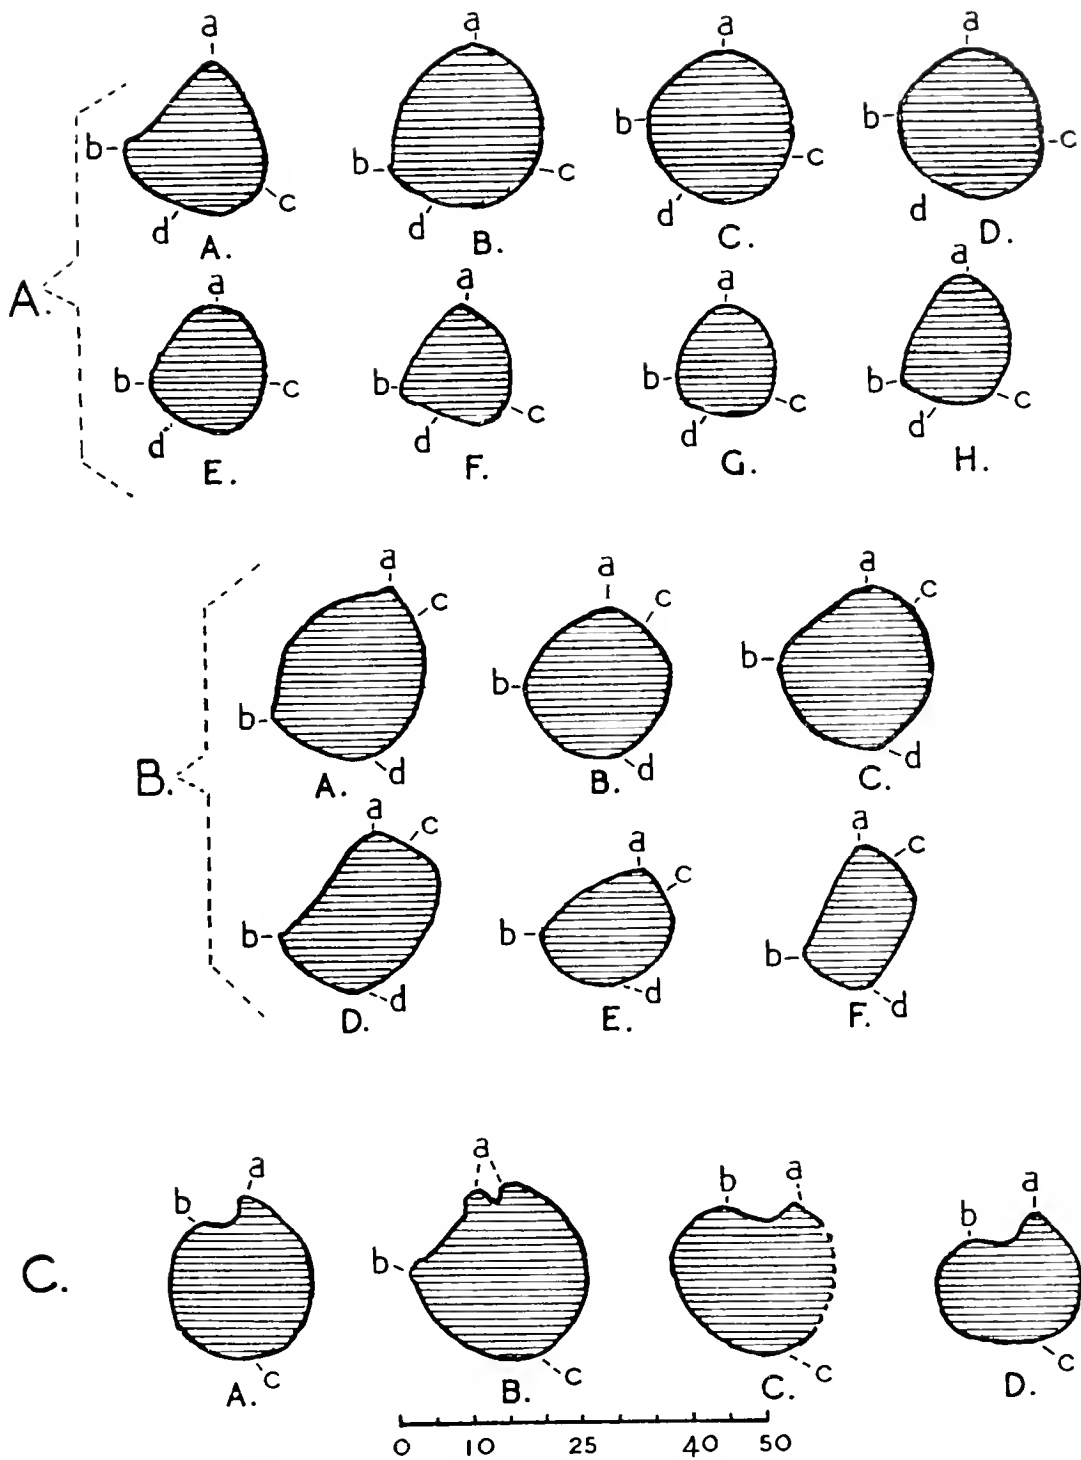 a a a a
b c d A.
b c d B.
b c d C.
b c d D.
A.
a a a a
b c d E.
b c d F.
b c d G.
b c d H.
a c b d A.
a c b d B.
a c b d C.
B.
a c b d D.
a c b d E.
a c b d F.
C.
a b c A.
a b c B.
b a c C.
a b c D.
0 10 25 40 50